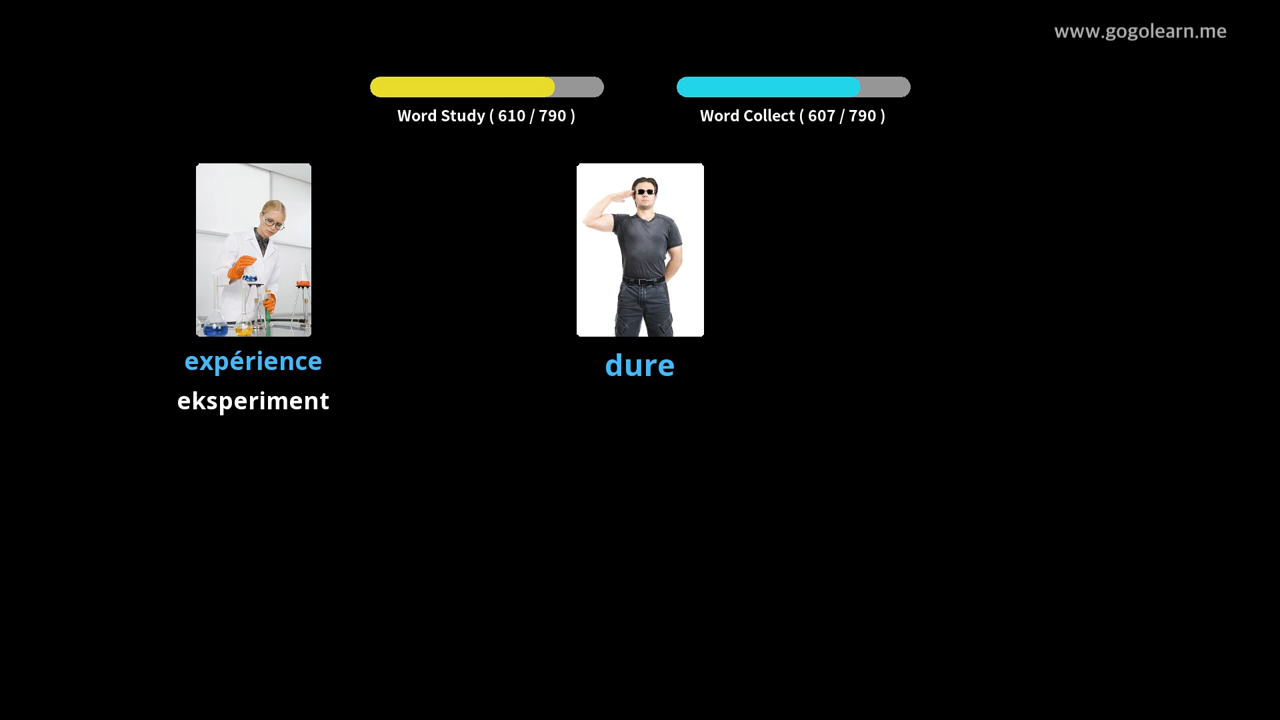 www.gogolearn.me
Word Study ( 610 / 790 )
Word Collect ( 607 / 790 )
expérience
eksperiment
dure